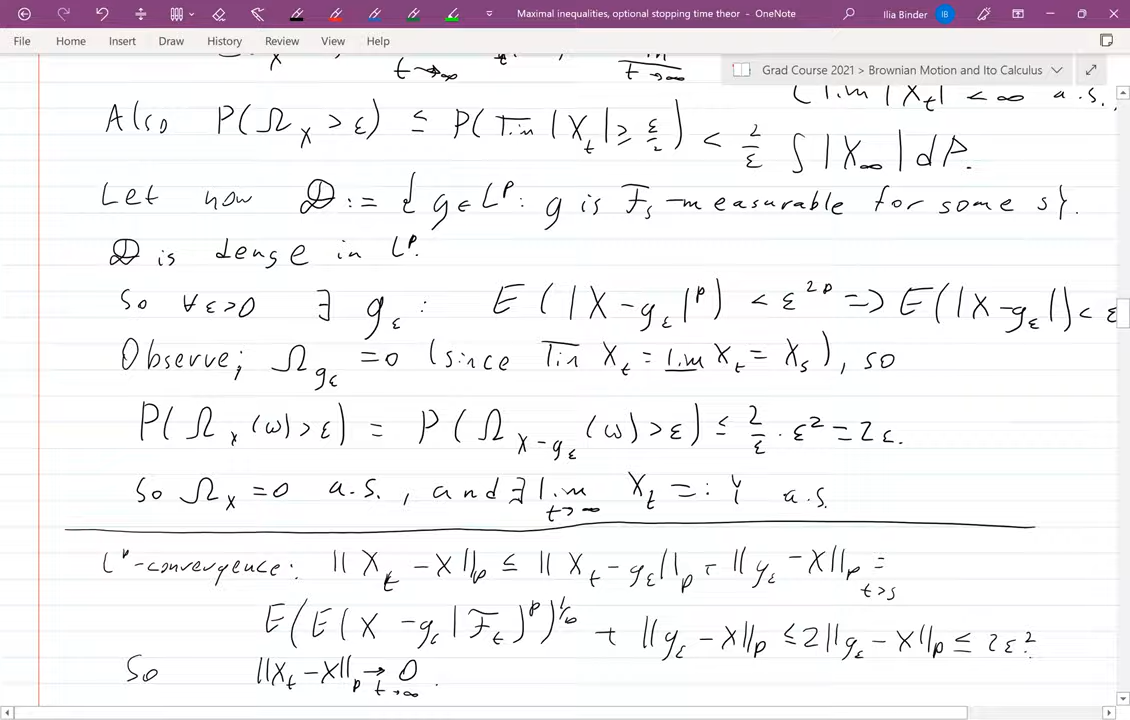 Maximal inequalities, optional stopping time theor - OneNote
Ilia Binder IB
File Home Insert Draw History Review View Help
Grad Course 2021 > Brownian Motion and Ito Calculus
x t→∞ t t→∞
(lim |X_t| < ∞ a.s.
Also P(Ω_X > ε) ≤ P(lim |X_t| ≥ ε/2) < 2/ε ∫ |X_∞| dP.
Let now 𝒟 := { g ∈ L^p : g is F_s-measurable for some s}.
𝒟 is dense in L^p.
So ∀ε>0 ∃ g_ε : E(|X - g_ε|^p) < ε^{2p} => E(|X - g_ε|) < ε
Observe; Ω_{g_ε} = 0 (since lim X_t = lim X_t = X_s), so
P(Ω_X (ω) > ε) = P(Ω_{X-g_ε} (ω) > ε) ≤ 2/ε · ε² = 2ε.
So Ω_X = 0 a.s., and ∃ lim_{t→∞} X_t =: Y a.s.
L^p-convergence: ||X_t - X||_p ≤ ||X_t - g_ε||_p + ||g_ε - X||_p =_{t>s}
E(E(X - g_ε | F_t)^p)^{1/p} + ||g_ε - X||_p ≤ 2||g_ε - X||_p ≤ 2ε².
So ||X_t - X||_p →_{t→∞} 0.